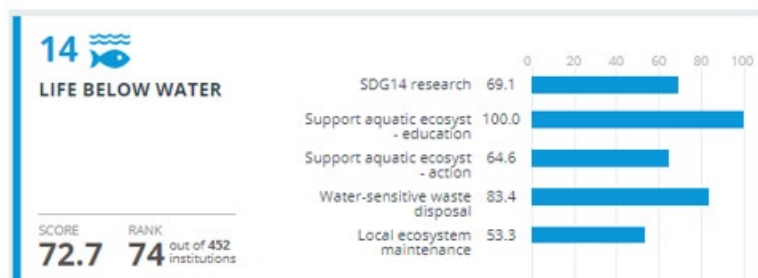 14
LIFE BELOW WATER
SCORE
72.7
RANK
74 out of 452
institutions
0 20 40 60 80 100
SDG14 research 69.1
Support aquatic ecosyst 100.0
- education
Support aquatic ecosyst 64.6
- action
Water-sensitive waste 83.4
disposal
Local ecosystem 53.3
maintenance